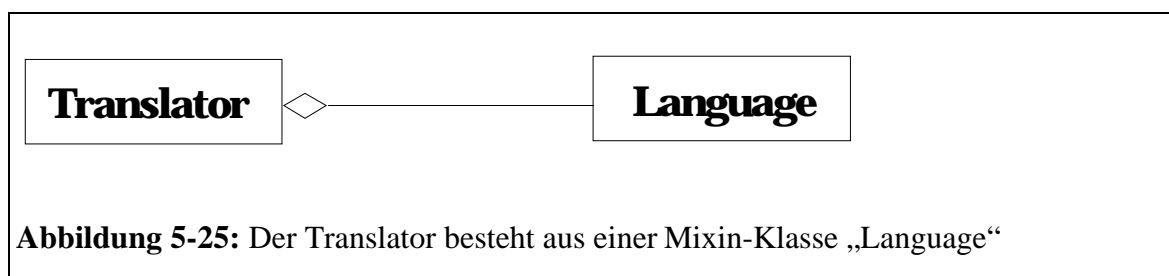 Translator
Language
Abbildung 5-25: Der Translator besteht aus einer Mixin-Klasse „Language“